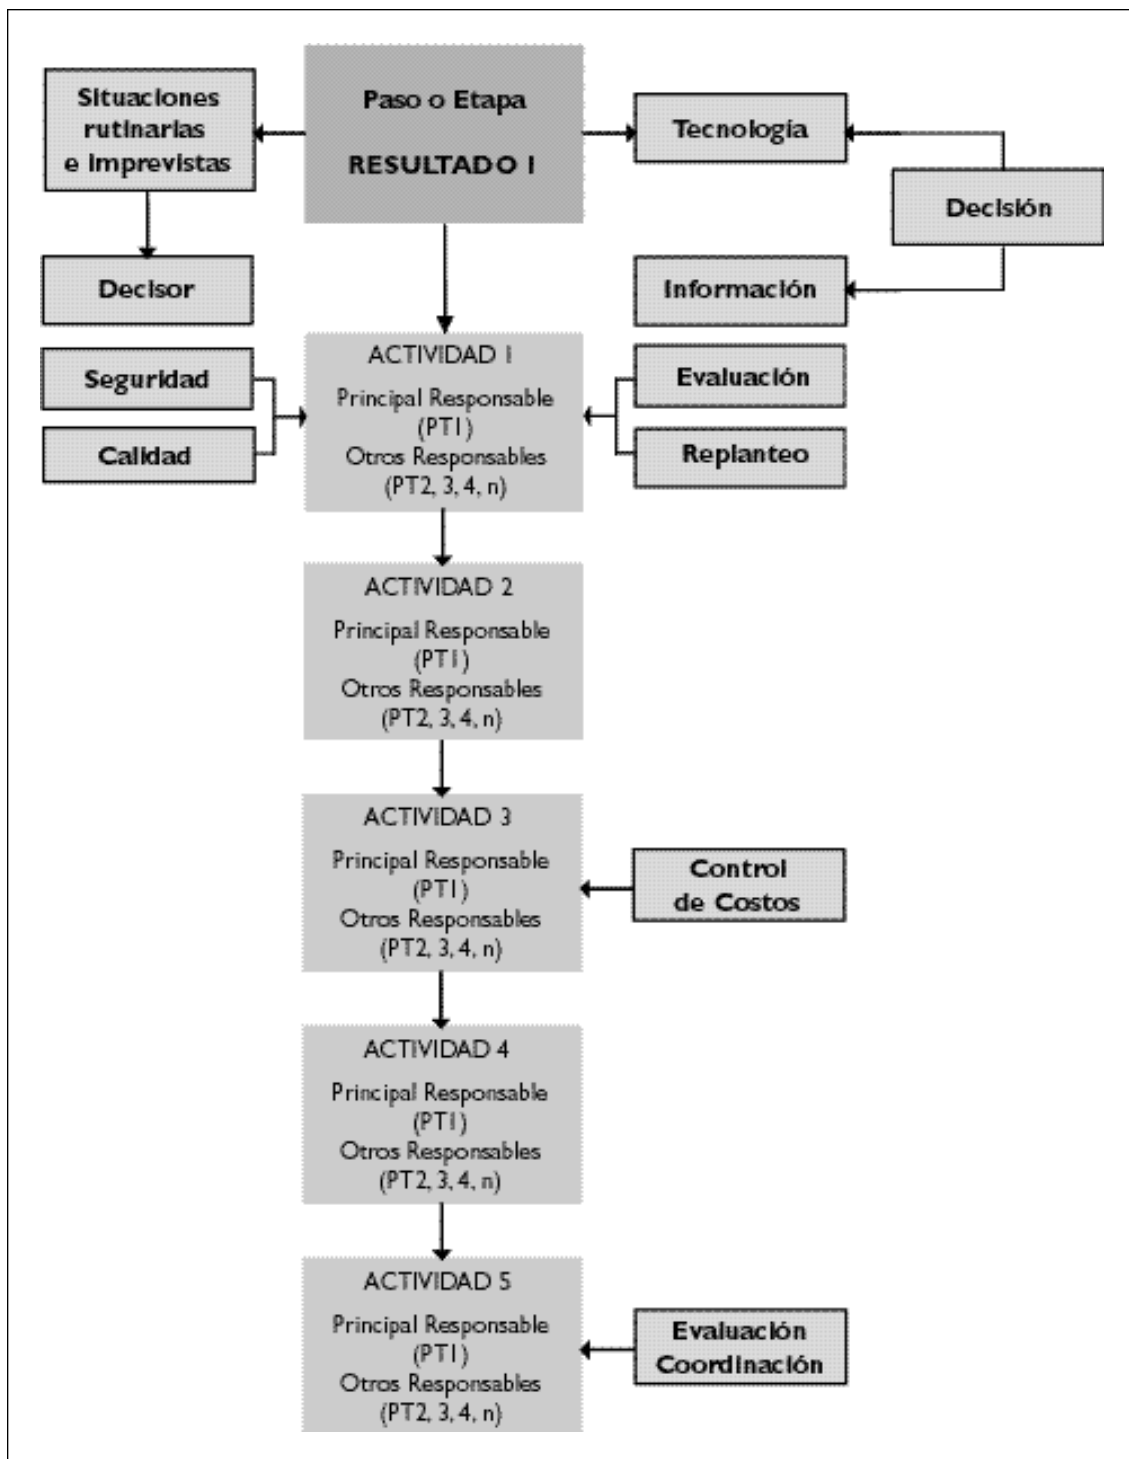 Situaciones
rutinarias
e imprevistas
Paso o Etapa
RESULTADO 1
Tecnología
Decisión
Decisor
Información
ACTIVIDAD 1
Principal Responsable
(PT1)
Otros Responsables
(PT2, 3, 4, n)
Seguridad
Calidad
Evaluación
Replanteo
ACTIVIDAD 2
Principal Responsable
(PT1)
Otros Responsables
(PT2, 3, 4, n)
ACTIVIDAD 3
Principal Responsable
(PT1)
Otros Responsables
(PT2, 3, 4, n)
Control
de Costos
ACTIVIDAD 4
Principal Responsable
(PT1)
Otros Responsables
(PT2, 3, 4, n)
ACTIVIDAD 5
Principal Responsable
(PT1)
Otros Responsables
(PT2, 3, 4, n)
Evaluación
Coordinación